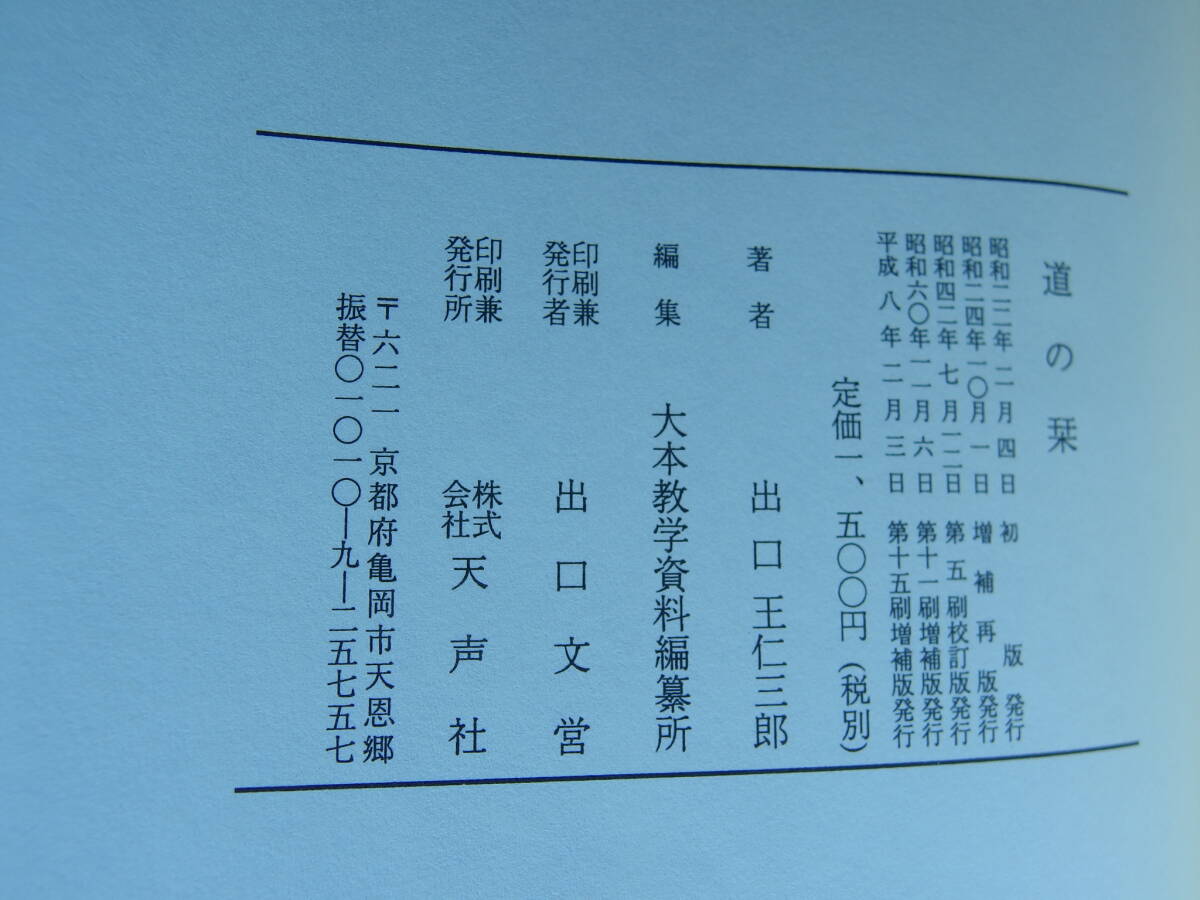 道の栞
昭和二二年二月四日 初版発行
昭和二四年一〇月一日 増補再版発行
昭和四二年七月一二日 第五刷校訂版発行
昭和六〇年一一月六日 第十一刷増補版発行
平成八年二月三日 第十五刷増補版発行
定価一、五〇〇円(税別)
著者 出口王仁三郎
編集 大本教学資料編纂所
印刷兼発行者 出口文営
印刷兼発行所 株式会社天声社
〒六二一 京都府亀岡市天恩郷
振替〇一〇一〇―九―二五七五七